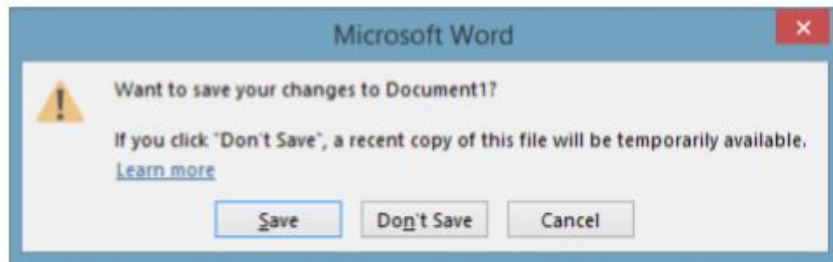 Microsoft Word
Want to save your changes to Document1?
If you click "Don't Save", a recent copy of this file will be temporarily available.
Learn more
Save Don't Save Cancel